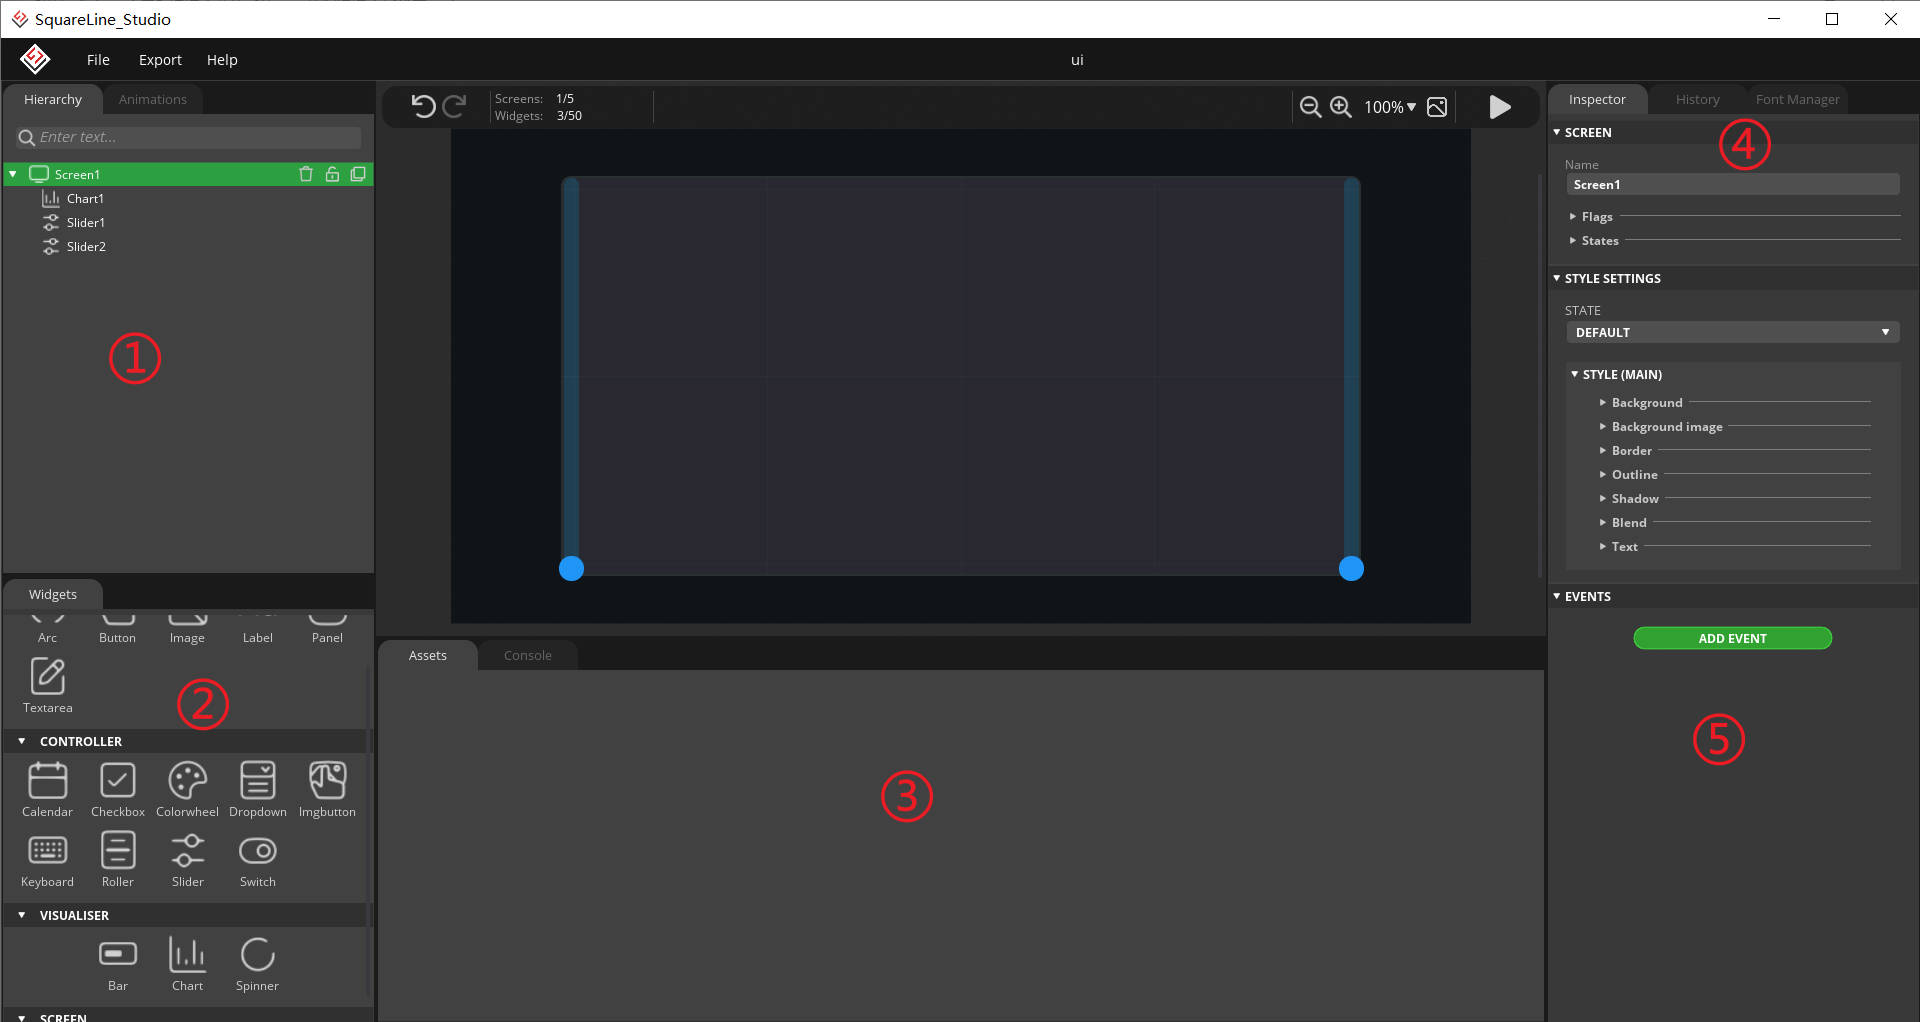 SquareLine_Studio
File Export Help ui
Hierarchy Animations
Enter text...
Screen1
Chart1
Slider1
Slider2
①
Widgets
Arc Button Image Label Panel
Textarea
②
CONTROLLER
Calendar Checkbox Colorwheel Dropdown Imgbutton
Keyboard Roller Slider Switch
VISUALISER
Bar Chart Spinner
SCREEN
Screens: 1/5
Widgets: 3/50
100%
Assets Console
③
Inspector History Font Manager
SCREEN
④
Name
Screen1
Flags
States
STYLE SETTINGS
STATE
DEFAULT
STYLE (MAIN)
Background
Background image
Border
Outline
Shadow
Blend
Text
EVENTS
ADD EVENT
⑤